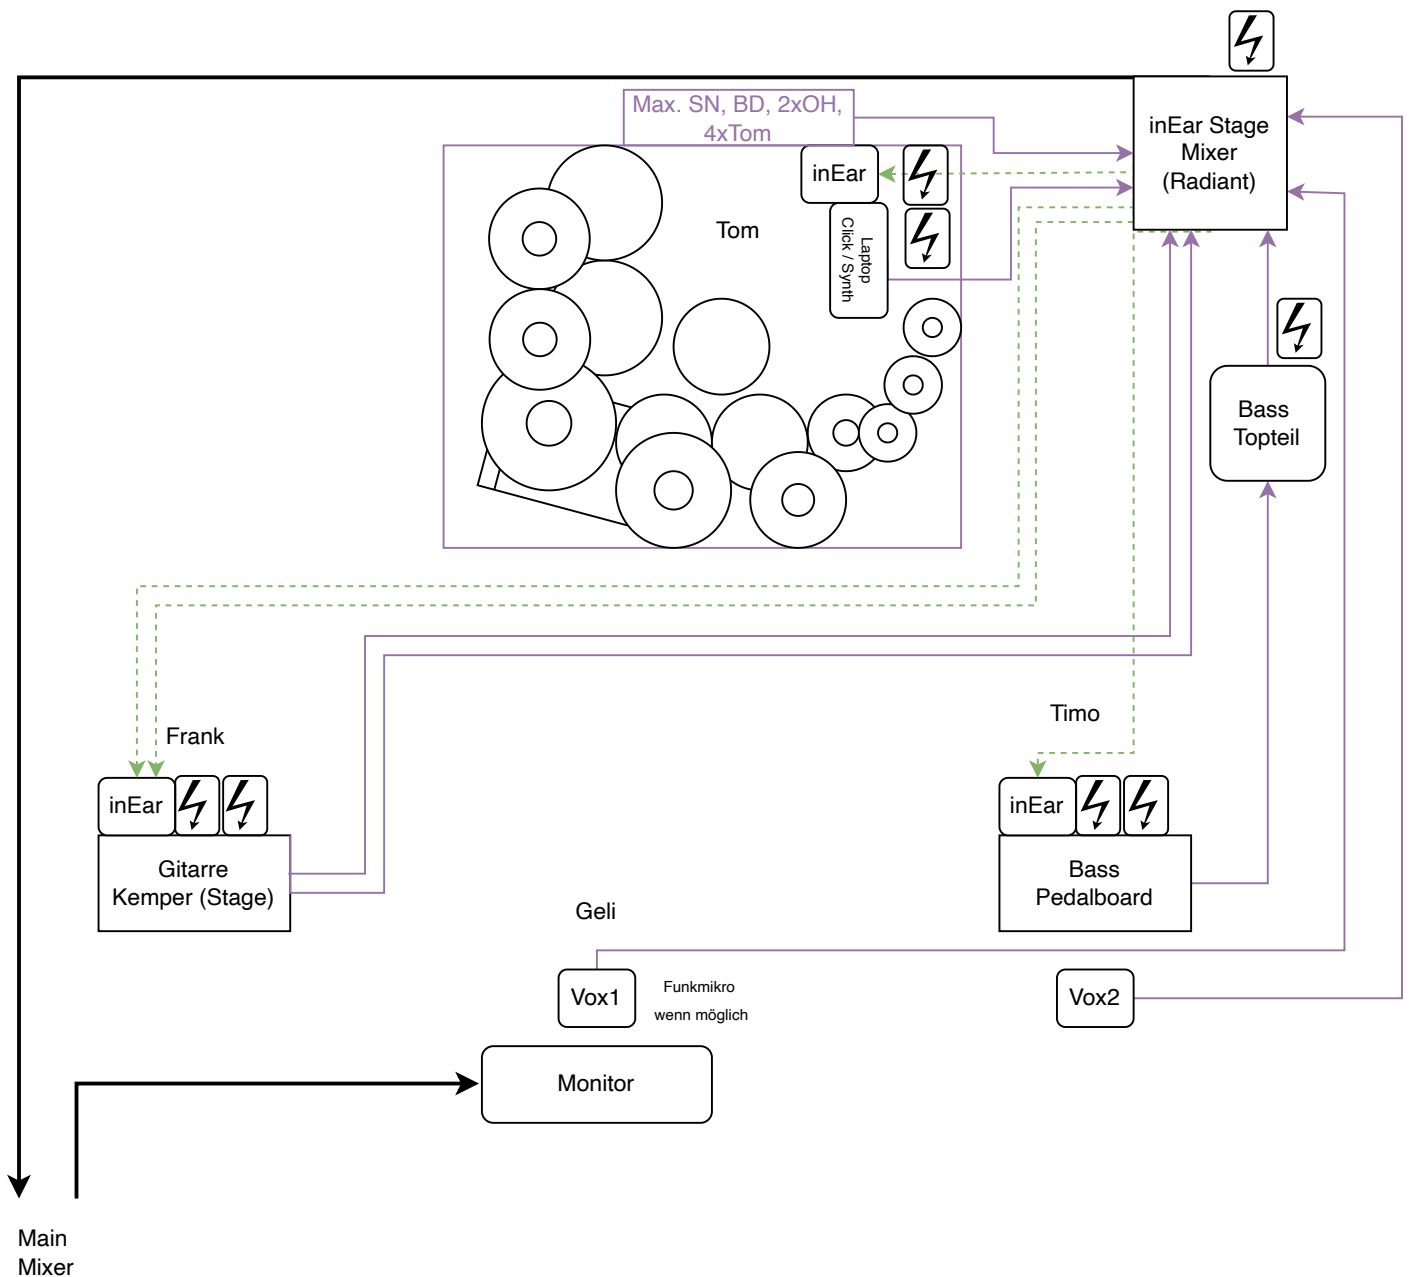 Max. SN, BD, 2xOH,
4xTom
inEar Stage
Mixer
(Radiant)
inEar
Tom
Laptop
Click / Synth
Bass
Topteil
Frank
Timo
inEar
inEar
Gitarre
Kemper (Stage)
Bass
Pedalboard
Geli
Vox1
Funkmikro
wenn möglich
Vox2
Monitor
Main
Mixer